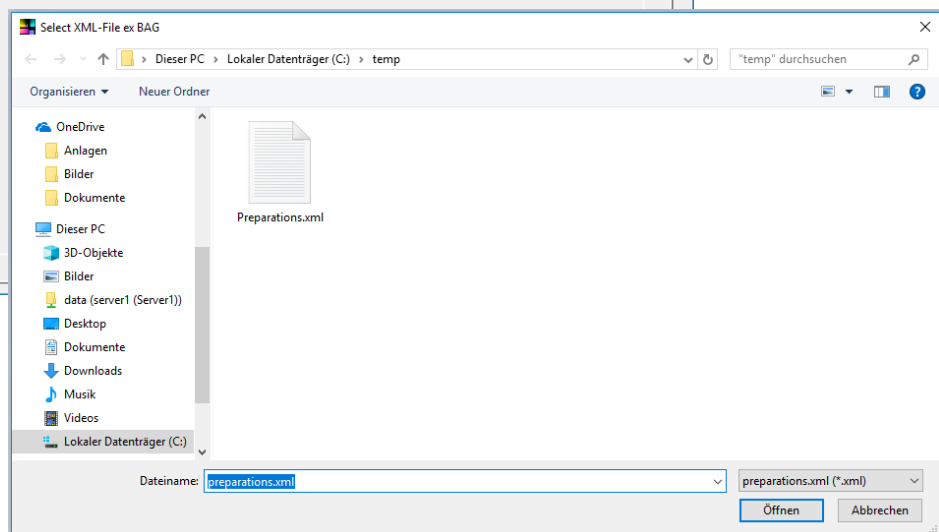 Select XML-File ex BAG
Dieser PC > Lokaler Datenträger (C:) > temp
"temp" durchsuchen
Organisieren
Neuer Ordner
OneDrive
Anlagen
Bilder
Dokumente
Dieser PC
3D-Objekte
Bilder
data (server1 (Server1))
Desktop
Dokumente
Downloads
Musik
Videos
Lokaler Datenträger (C:)
Preparations.xml
Dateiname: preparations.xml
preparations.xml (*.xml)
Öffnen
Abbrechen